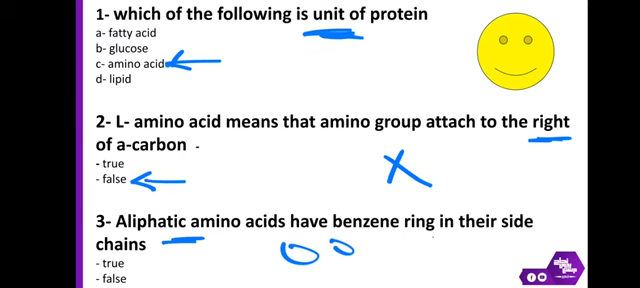 1- which of the following is unit of protein
a- fatty acid
b- glucose
c- amino acid
d- lipid
2- L- amino acid means that amino group attach to the right
of a-carbon -
- true
- false
3- Aliphatic amino acids have benzene ring in their side
chains
- true
- false